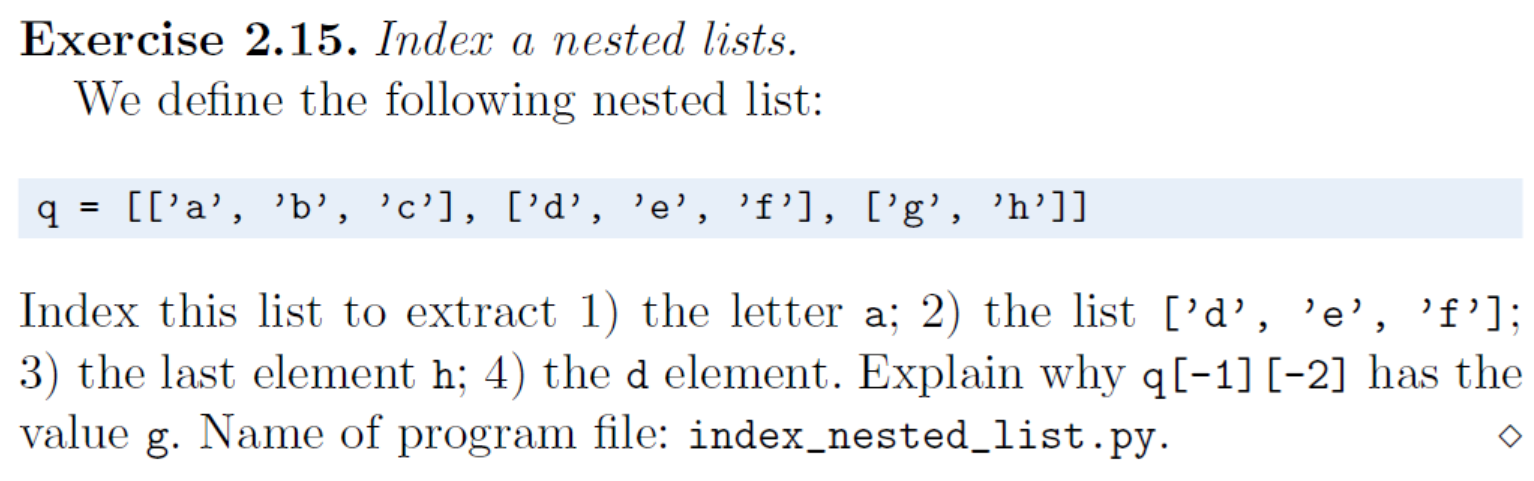 Exercise 2.15. Index a nested lists.
We define the following nested list:
q = [[’a’, ’b’, ’c’], [’d’, ’e’, ’f’], [’g’, ’h’]]
Index this list to extract 1) the letter a; 2) the list [’d’, ’e’, ’f’];
3) the last element h; 4) the d element. Explain why q[-1][-2] has the
value g. Name of program file: index_nested_list.py. ⋄